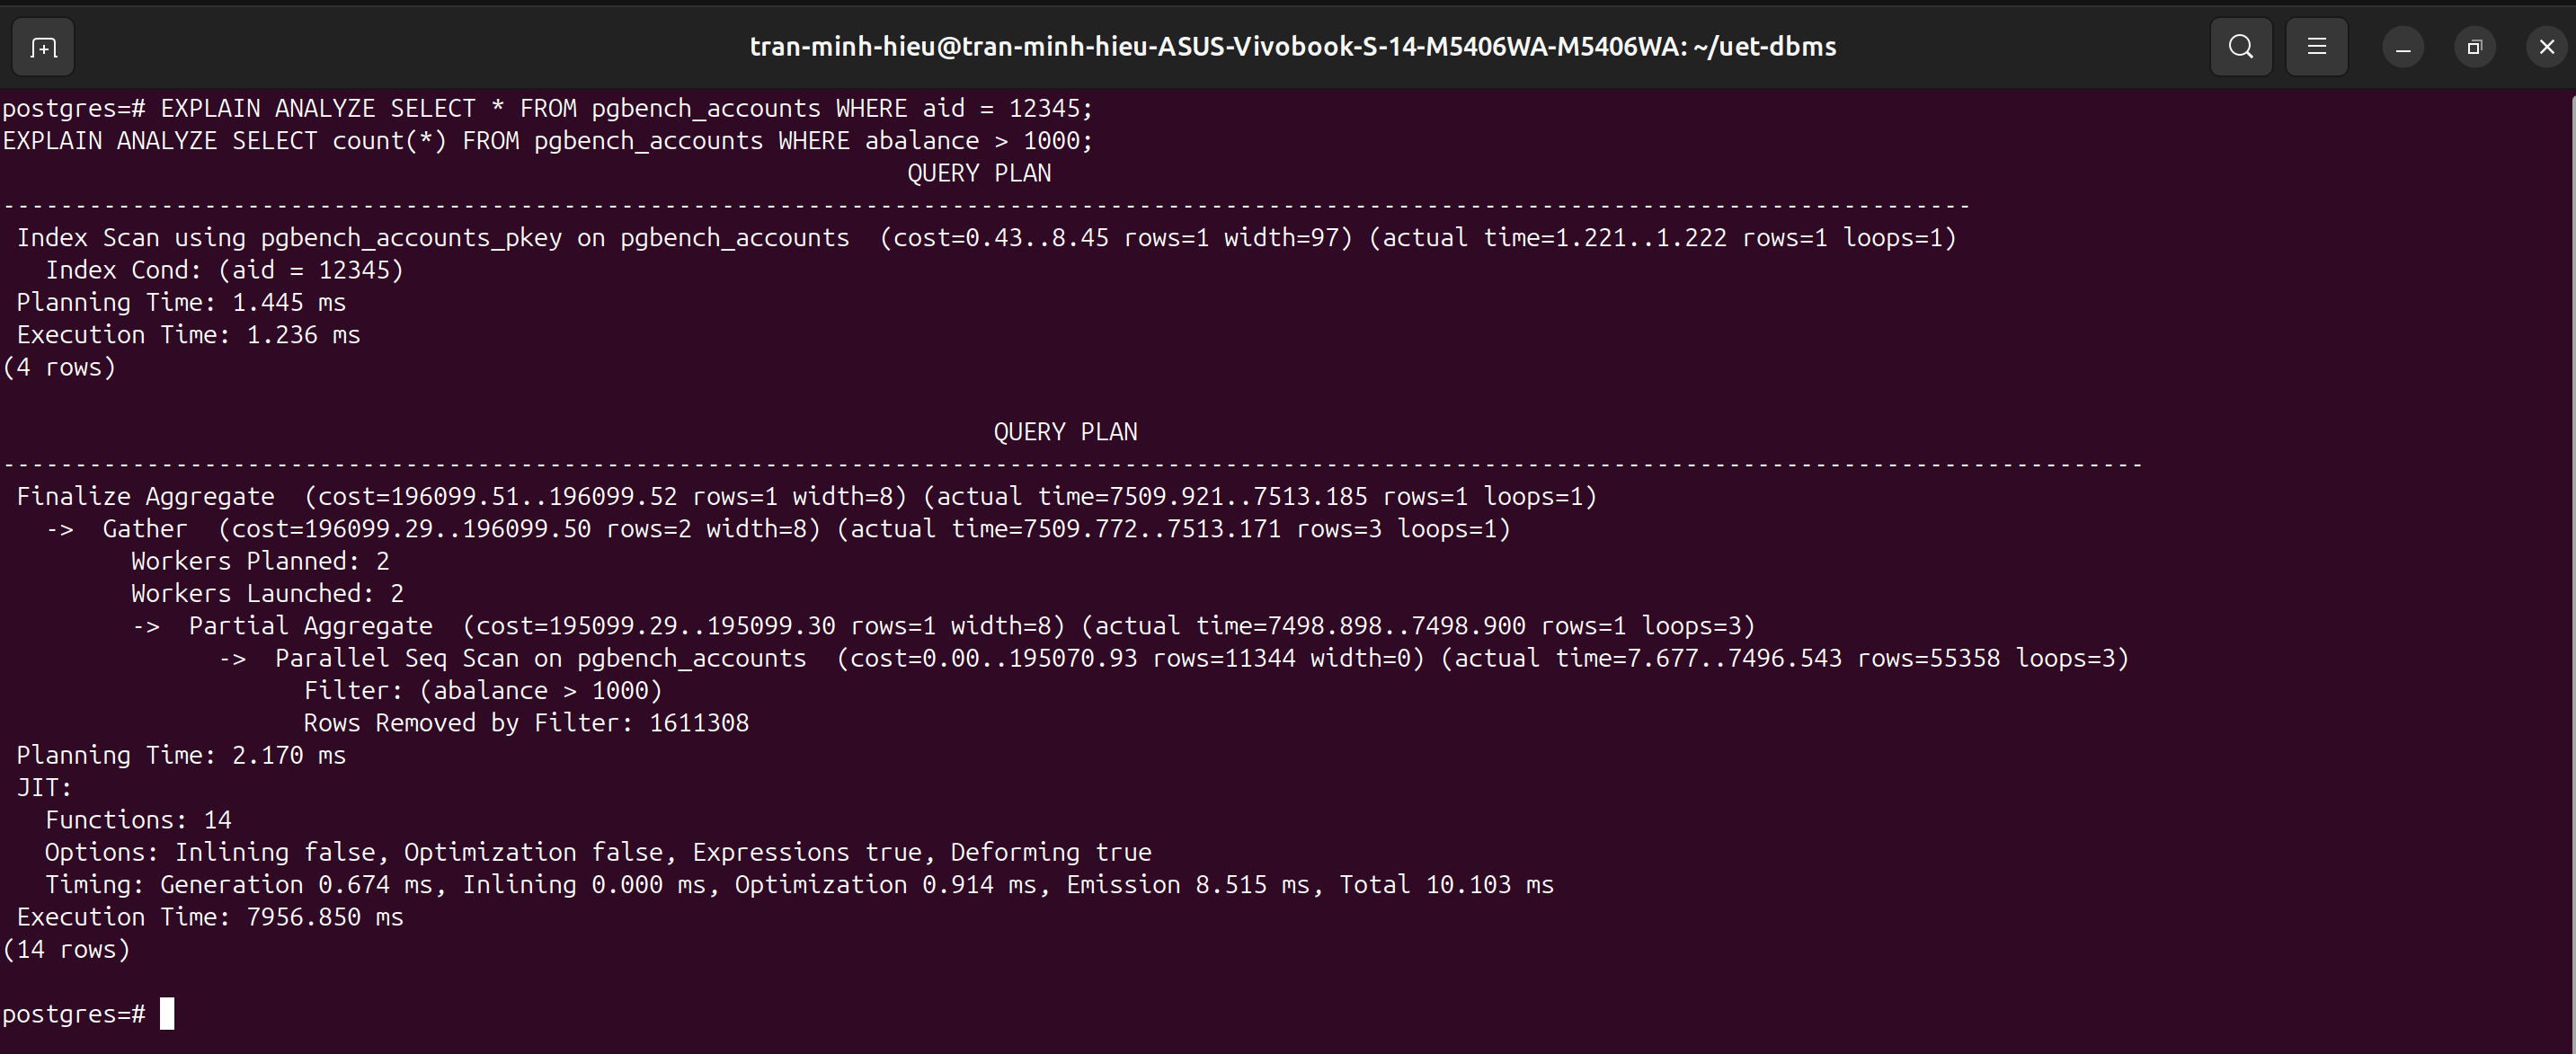 tran-minh-hieu@tran-minh-hieu-ASUS-Vivobook-S-14-M5406WA-M5406WA: ~/uet-dbms
postgres=# EXPLAIN ANALYZE SELECT * FROM pgbench_accounts WHERE aid = 12345;
EXPLAIN ANALYZE SELECT count(*) FROM pgbench_accounts WHERE abalance > 1000;
QUERY PLAN
-----------------------------------------------------------------------------------------------------------------------------------------
Index Scan using pgbench_accounts_pkey on pgbench_accounts  (cost=0.43..8.45 rows=1 width=97) (actual time=1.221..1.222 rows=1 loops=1)
Index Cond: (aid = 12345)
Planning Time: 1.445 ms
Execution Time: 1.236 ms
(4 rows)
QUERY PLAN
-----------------------------------------------------------------------------------------------------------------------------------------------------
Finalize Aggregate  (cost=196099.51..196099.52 rows=1 width=8) (actual time=7509.921..7513.185 rows=1 loops=1)
->  Gather  (cost=196099.29..196099.50 rows=2 width=8) (actual time=7509.772..7513.171 rows=3 loops=1)
Workers Planned: 2
Workers Launched: 2
->  Partial Aggregate  (cost=195099.29..195099.30 rows=1 width=8) (actual time=7498.898..7498.900 rows=1 loops=3)
->  Parallel Seq Scan on pgbench_accounts  (cost=0.00..195070.93 rows=11344 width=0) (actual time=7.677..7496.543 rows=55358 loops=3)
Filter: (abalance > 1000)
Rows Removed by Filter: 1611308
Planning Time: 2.170 ms
JIT:
Functions: 14
Options: Inlining false, Optimization false, Expressions true, Deforming true
Timing: Generation 0.674 ms, Inlining 0.000 ms, Optimization 0.914 ms, Emission 8.515 ms, Total 10.103 ms
Execution Time: 7956.850 ms
(14 rows)
postgres=#